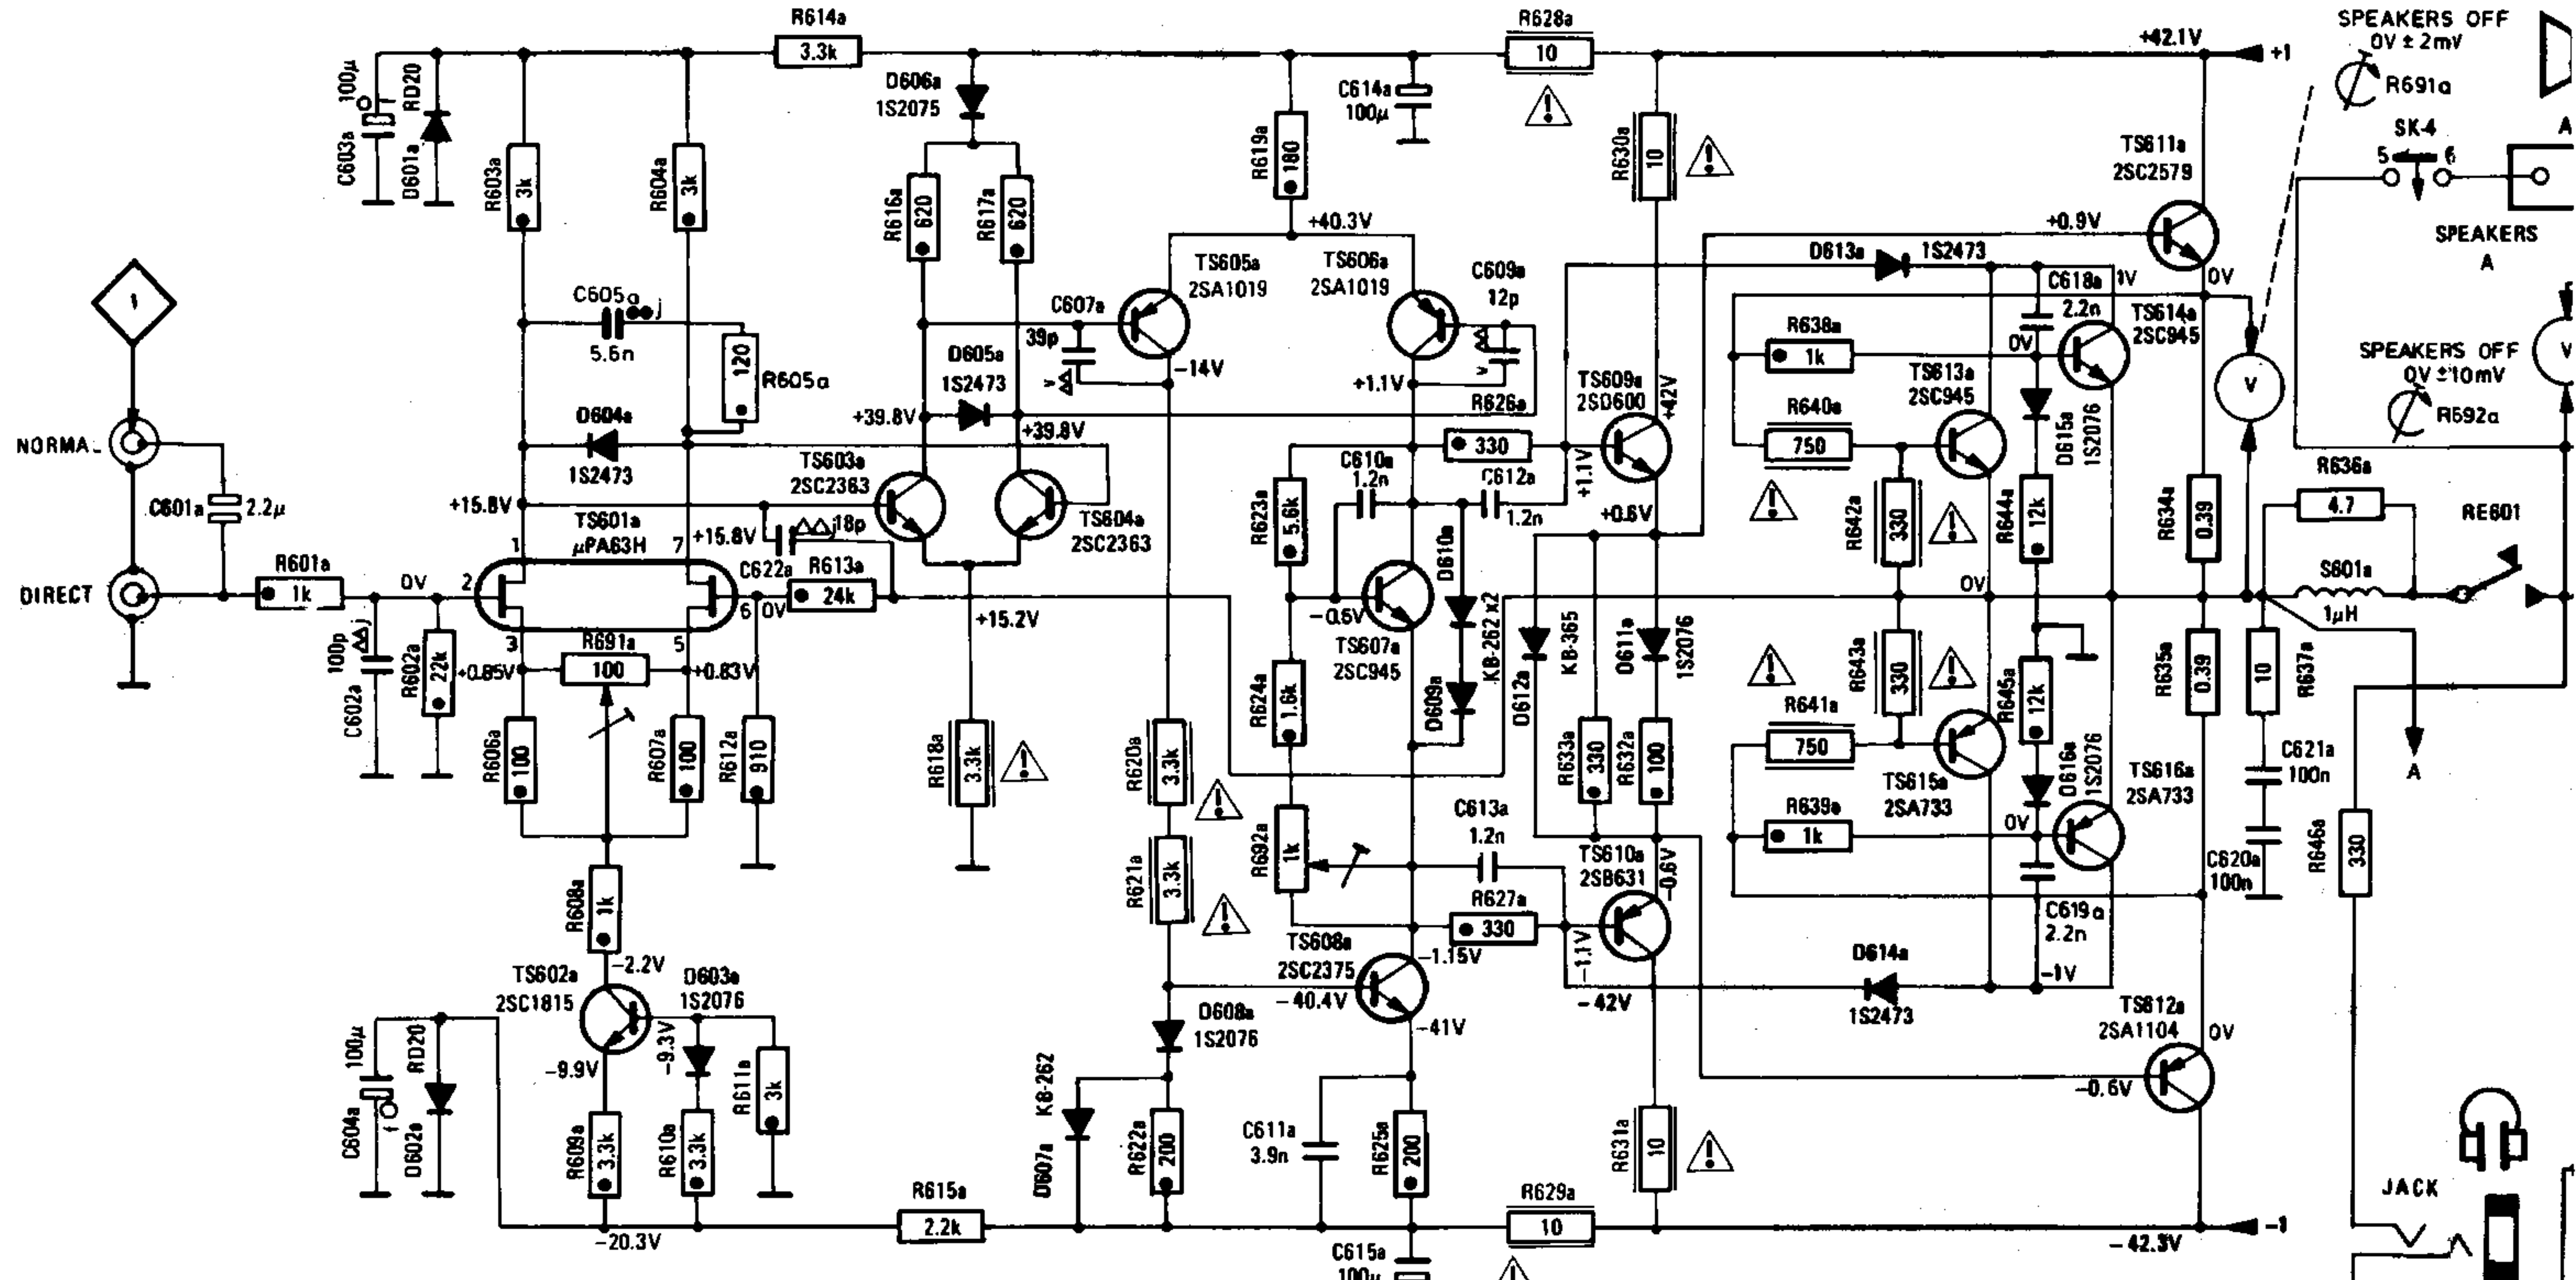 R614a
3.3k
R628a
10
SPEAKERS OFF
0V ± 2mV
R691a
+42.1V
+1
100µ
C603a
RD20
D601a
R603a
3k
R604a
3k
D606a
1S2075
R616a
620
R617a
620
R619a
180
C614a
100µ
R630a
10
TS611a
2SC2579
SK-4
5
6
A
SPEAKERS
A
+40.3V
+0.9V
0V
1
C605a
j
5.6n
120
R605a
D604a
1S2473
C607a
39p
v
TS605a
2SA1019
-14V
TS606a
2SA1019
C609a
12p
v
+1.1V
D605a
1S2473
+39.8V
+39.8V
D613a
1S2473
C618a
2.2n
1V
TS614a
2SC945
R638a
1k
0V
R640a
750
TS613a
2SC945
D615a
1S2076
V
SPEAKERS OFF
0V ± 10mV
R692a
V
NORMAL
DIRECT
C601a
2.2µ
R601a
1k
0V
2
+15.8V
TS601a
µPA63H
1
7
+15.8V
TS603a
2SC2363
18p
C622a
TS604a
2SC2363
R613a
24k
6
0V
3
5
+15.2V
R626a
330
TS609a
2SD600
+42V
C610a
1.2n
C612a
1.2n
+1.1V
+0.6V
R623a
5.6k
D610a
-0.6V
TS607a
2SC945
KB-262 x2
D609a
KB-365
D612a
D611a
1S2076
R642a
330
R644a
12k
R634a
0.39
0V
R636a
4.7
RE601
S601a
1µH
100p
j
C602a
R602a
22k
+0.85V
R691a
100
+0.83V
R606a
100
R607a
100
R612a
910
R618a
3.3k
R620a
3.3k
R624a
1.6k
R633a
330
R632a
100
R643a
330
R645a
12k
R635a
0.39
10
R637a
R641a
750
TS615a
2SA733
D616a
1S2076
TS616a
2SA733
C621a
100n
A
R639a
1k
0V
C620a
100n
R646a
330
R608a
1k
R621a
3.3k
R692a
1k
C613a
1.2n
R627a
330
TS610a
2SB631
-0.6V
-1.1V
-1.15V
C619a
2.2n
D614a
1S2473
-1V
TS602a
2SC1815
-2.2V
D603a
1S2076
-9.9V
-9.3V
TS608a
2SC2375
-40.4V
-42V
-41V
D608a
1S2076
TS612a
2SA1104
0V
-0.6V
100µ
C604a
f
RD20
D602a
R609a
3.3k
R610a
3.3k
R611a
3k
KB-262
D607a
R622a
200
C611a
3.9n
R625a
200
R631a
10
R615a
2.2k
R629a
10
JACK
-20.3V
-42.3V
-1
C615a
100µ